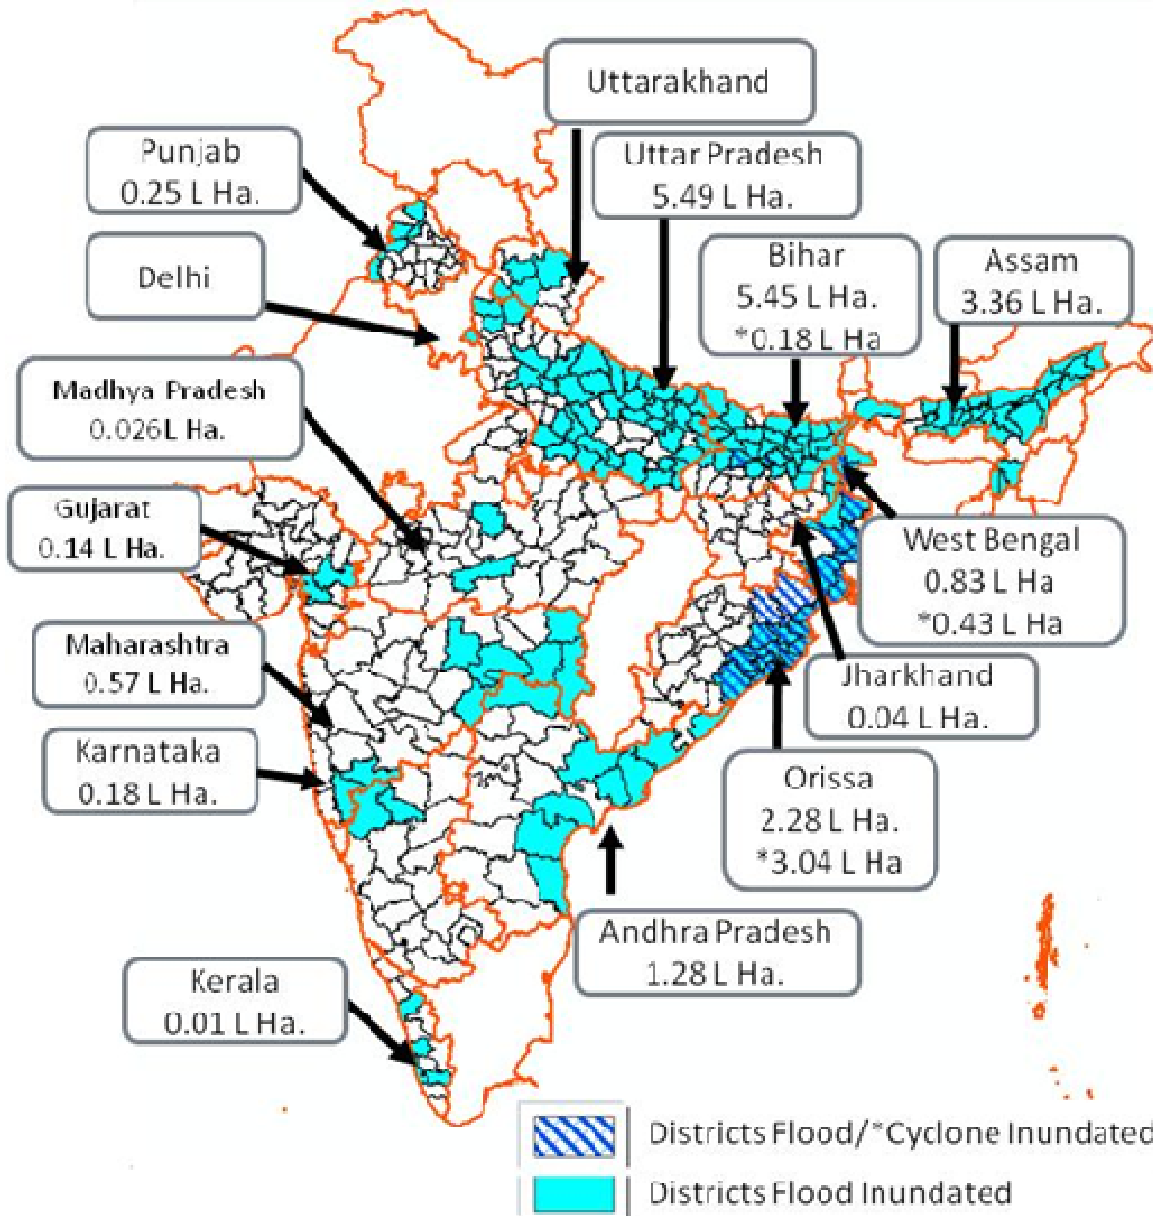 Uttarakhand
Punjab
0.25 L Ha.
Uttar Pradesh
5.49 L Ha.
Delhi
Bihar
5.45 L Ha.
*0.18 L Ha
Assam
3.36 L Ha.
Madhya Pradesh
0.026L Ha.
Gujarat
0.14 L Ha.
West Bengal
0.83 L Ha
*0.43 L Ha
Maharashtra
0.57 L Ha.
Jharkhand
0.04 L Ha.
Karnataka
0.18 L Ha.
Orissa
2.28 L Ha.
*3.04 L Ha
Andhra Pradesh
1.28 L Ha.
Kerala
0.01 L Ha.
Districts Flood/*Cyclone Inundated
Districts Flood Inundated